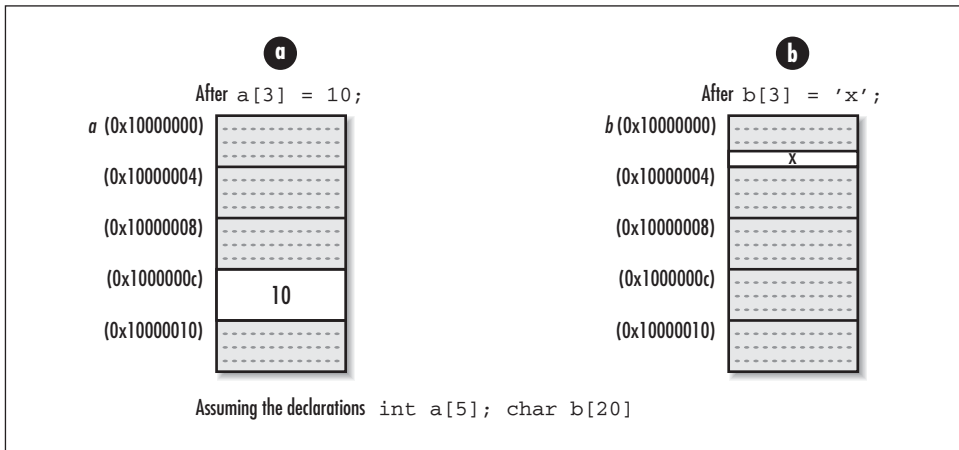 a
After a[3] = 10;
a (0x10000000)
(0x10000004)
(0x10000008)
(0x1000000c)
10
(0x10000010)
b
After b[3] = ’x’;
b (0x10000000)
x
(0x10000004)
(0x10000008)
(0x1000000c)
(0x10000010)
Assuming the declarations int a[5]; char b[20]